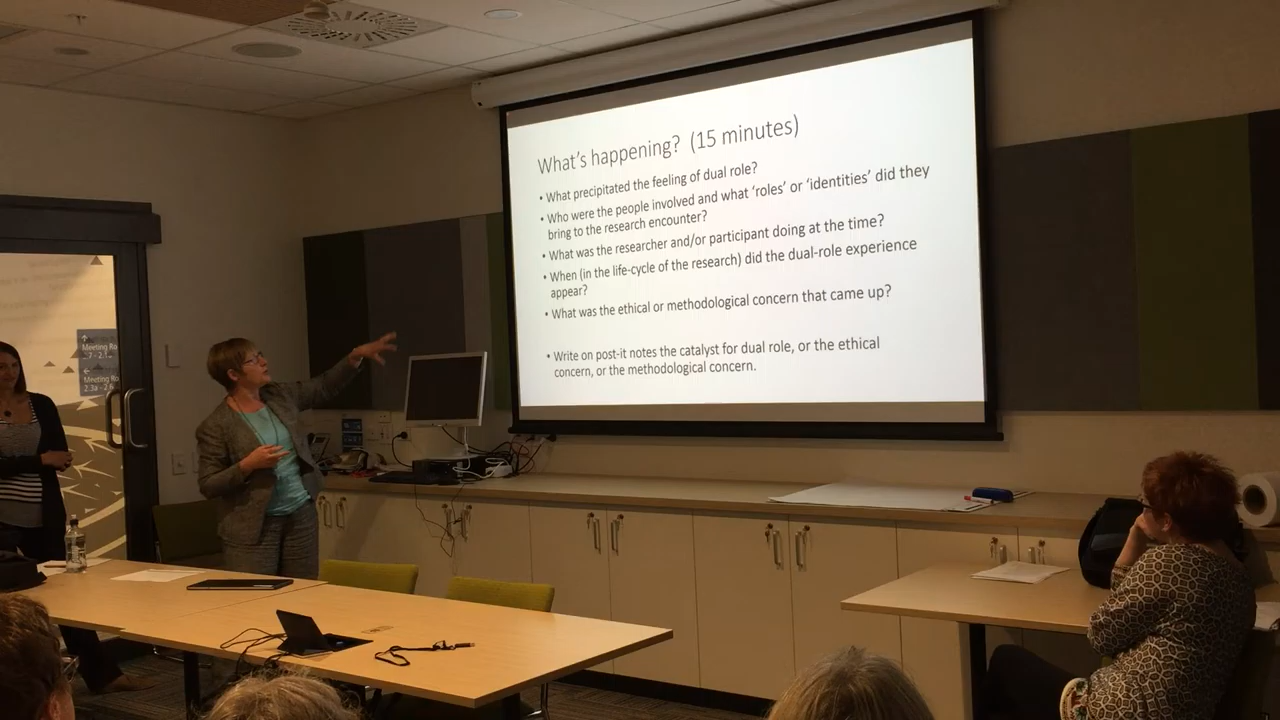 What's happening? (15 minutes)
• What precipitated the feeling of dual role?
• Who were the people involved and what 'roles' or 'identities' did they
bring to the research encounter?
• What was the researcher and/or participant doing at the time?
• When (in the life-cycle of the research) did the dual-role experience
appear?
• What was the ethical or methodological concern that came up?
• Write on post-it notes the catalyst for dual role, or the ethical
concern, or the methodological concern.
Meeting Ro
Meeting Ro